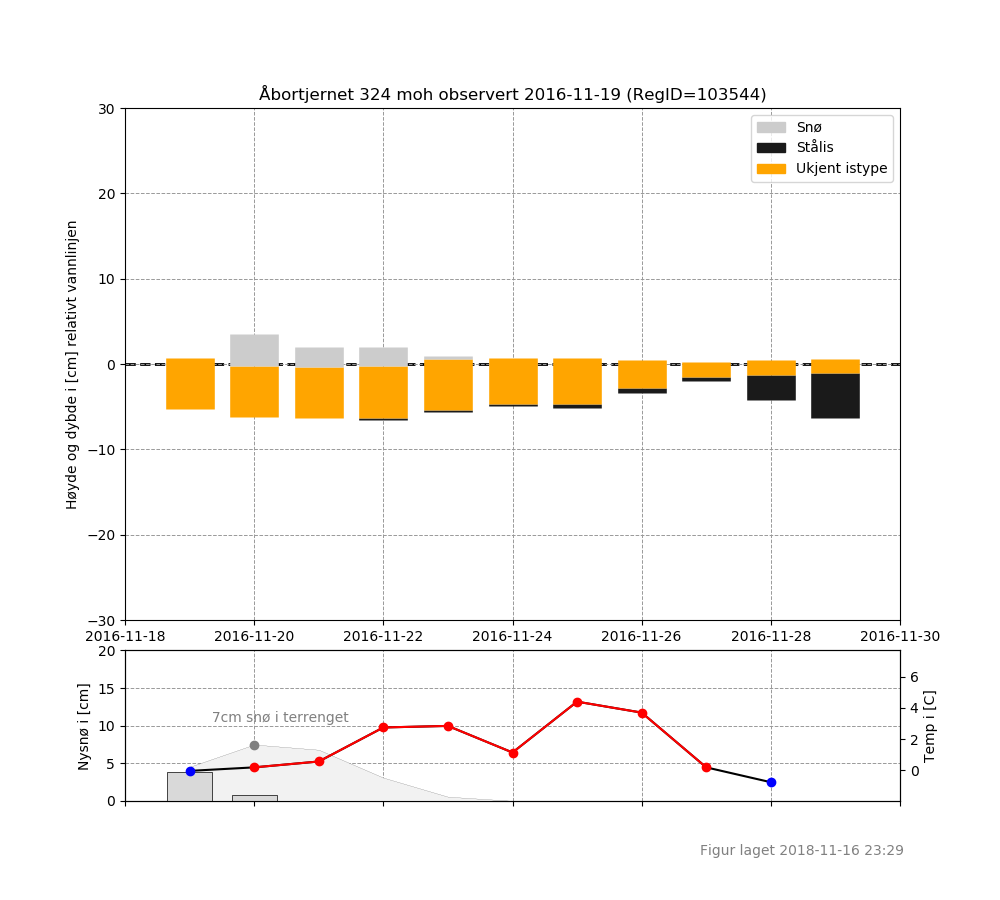 Åbortjernet 324 moh observert 2016-11-19 (RegID=103544)
Høyde og dybde i [cm] relativt vannlinjen
30
20
10
0
−10
−20
−30
Snø
Stålis
Ukjent istype
2016-11-18 2016-11-20 2016-11-22 2016-11-24 2016-11-26 2016-11-28 2016-11-30
Nysnø i [cm]
20
15
10
5
0
7cm snø i terrenget
6
4
2
0
Temp i [C]
Figur laget 2018-11-16 23:29